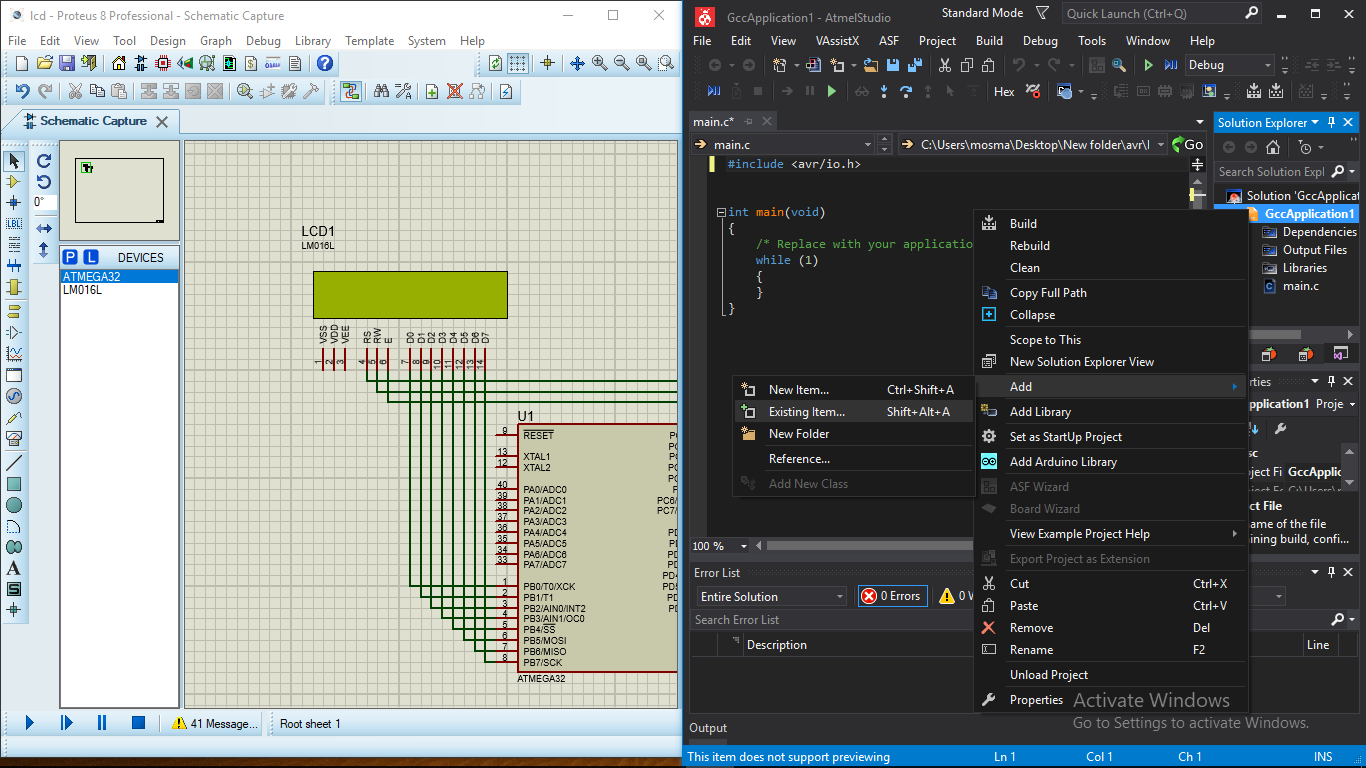 lcd - Proteus 8 Professional - Schematic Capture
File Edit View Tool Design Graph Debug Library Template System Help
Schematic Capture
0°
LBL
P L DEVICES
ATMEGA32
LM016L
LCD1
LM016L
VSS VDD VEE RS RW E D0 D1 D2 D3 D4 D5 D6 D7
1 2 3 4 5 6 7 8 9 10 11 12 13 14
U1
9 RESET
13 XTAL1
12 XTAL2
40 PA0/ADC0
39 PA1/ADC1
38 PA2/ADC2
37 PA3/ADC3
36 PA4/ADC4
35 PA5/ADC5
34 PA6/ADC6
33 PA7/ADC7
1 PB0/T0/XCK
2 PB1/T1
3 PB2/AIN0/INT2
4 PB3/AIN1/OC0
5 PB4/SS
6 PB5/MOSI
7 PB6/MISO
8 PB7/SCK
PC6/
PC7/
ATMEGA32
41 Message...
Root sheet 1
GccApplication1 - AtmelStudio
Standard Mode
Quick Launch (Ctrl+Q)
File Edit View VAssistX ASF Project Build Debug Tools Window Help
Debug
Hex
main.c*
main.c
C:\Users\mosma\Desktop\New folder\avr\l
Go
#include <avr/io.h>
int main(void)
{
/* Replace with your applicatio
while (1)
{
}
}
100 %
Solution Explorer
Search Solution Expl
Solution 'GccApplicat
GccApplication1
Dependencies
Output Files
Libraries
main.c
Build
Rebuild
Clean
Copy Full Path
Collapse
Scope to This
New Solution Explorer View
Add
Add Library
Set as StartUp Project
Add Arduino Library
ASF Wizard
Board Wizard
View Example Project Help
Export Project as Extension
Cut Ctrl+X
Paste Ctrl+V
Remove Del
Rename F2
Unload Project
Properties
New Item... Ctrl+Shift+A
Existing Item... Shift+Alt+A
New Folder
Reference...
Add New Class
rties
pplication1 Proje
sc
ject Fi GccApplic
ct File
ame of the file
ining build, confi...
Error List
Entire Solution
0 Errors
0 W
Search Error List
Description
Line
Output
Activate Windows
Go to Settings to activate Windows.
This item does not support previewing
Ln 1 Col 1 Ch 1 INS